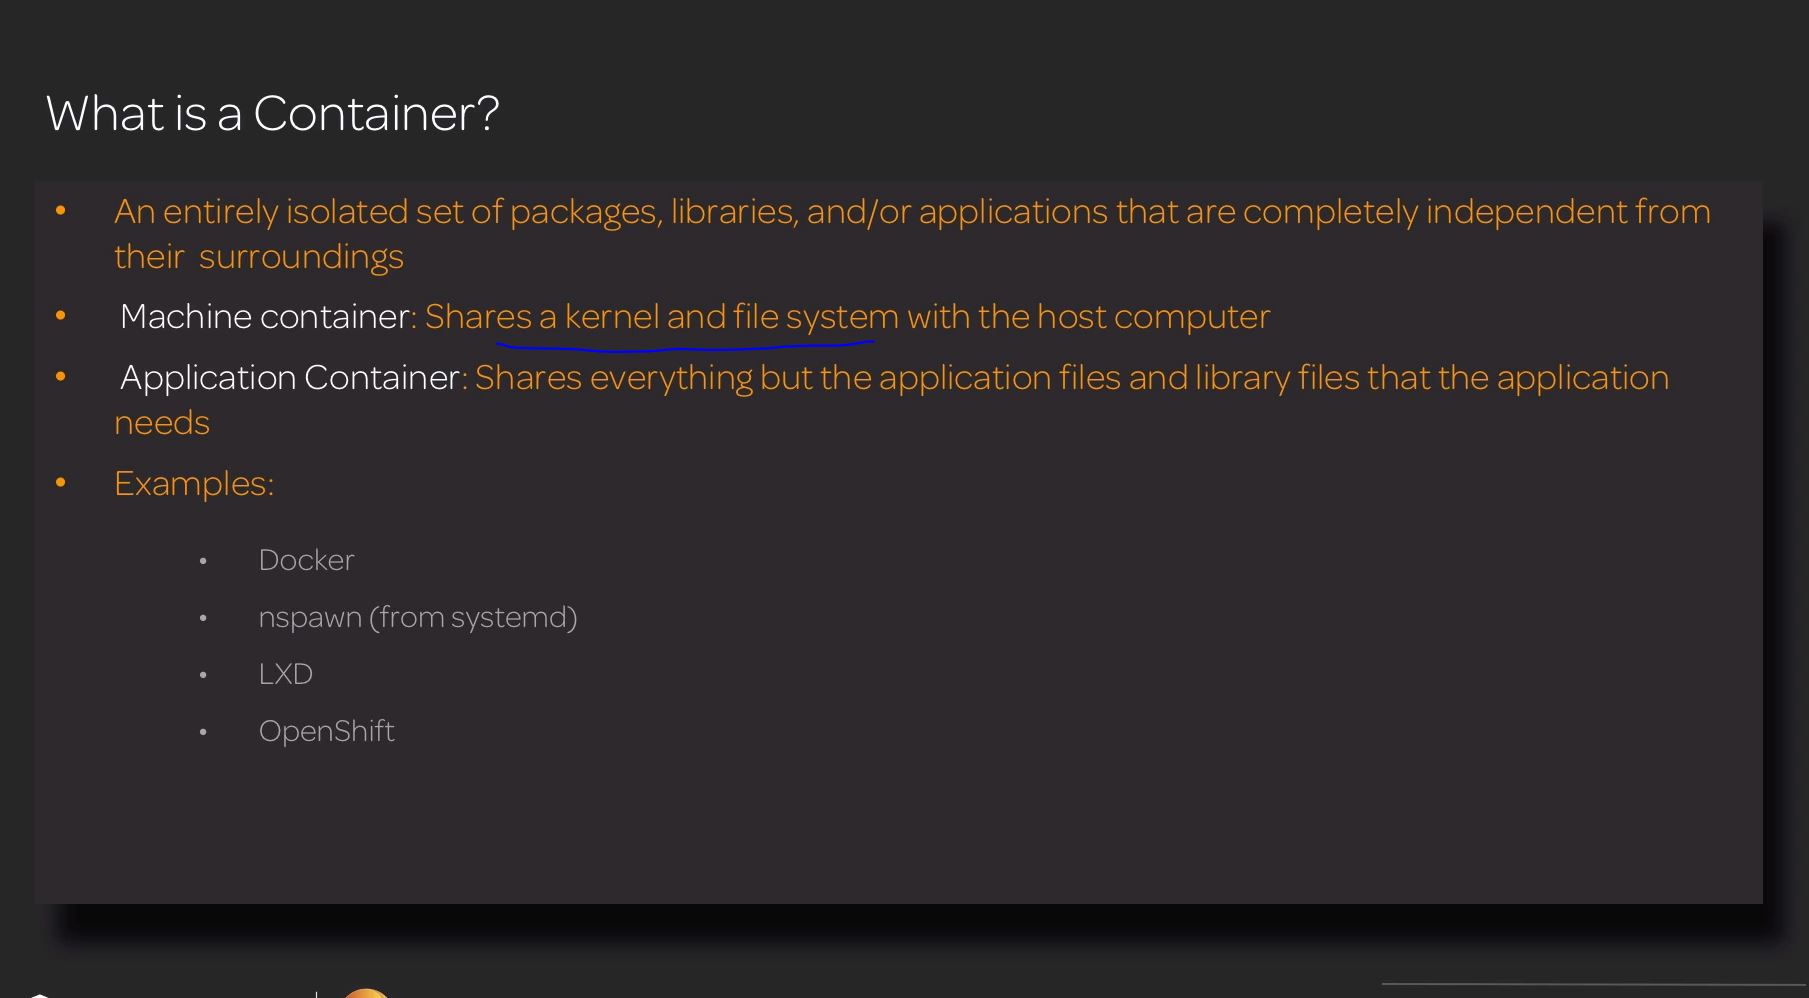 What is a Container?
• An entirely isolated set of packages, libraries, and/or applications that are completely independent from
their surroundings
• Machine container: Shares a kernel and file system with the host computer
• Application Container: Shares everything but the application files and library files that the application
needs
• Examples:
• Docker
• nspawn (from systemd)
• LXD
• OpenShift